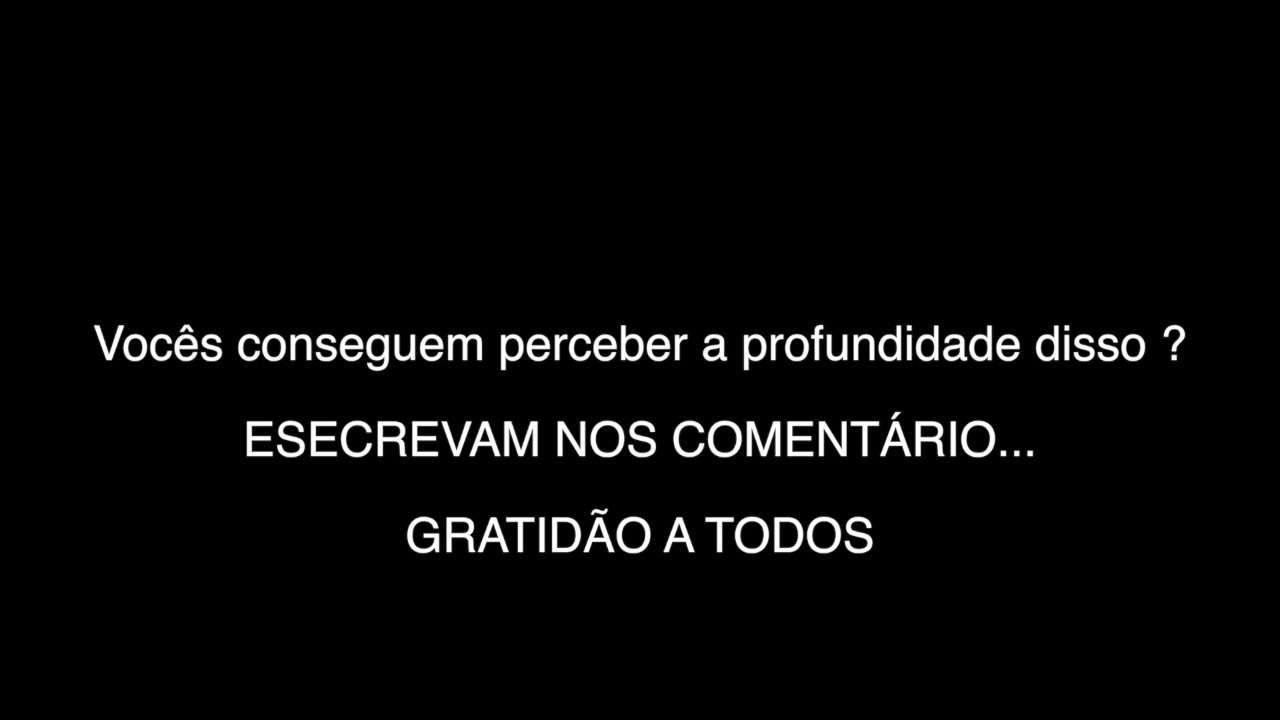 Vocês conseguem perceber a profundidade disso ?
ESECREVAM NOS COMENTÁRIO...
GRATIDÃO A TODOS